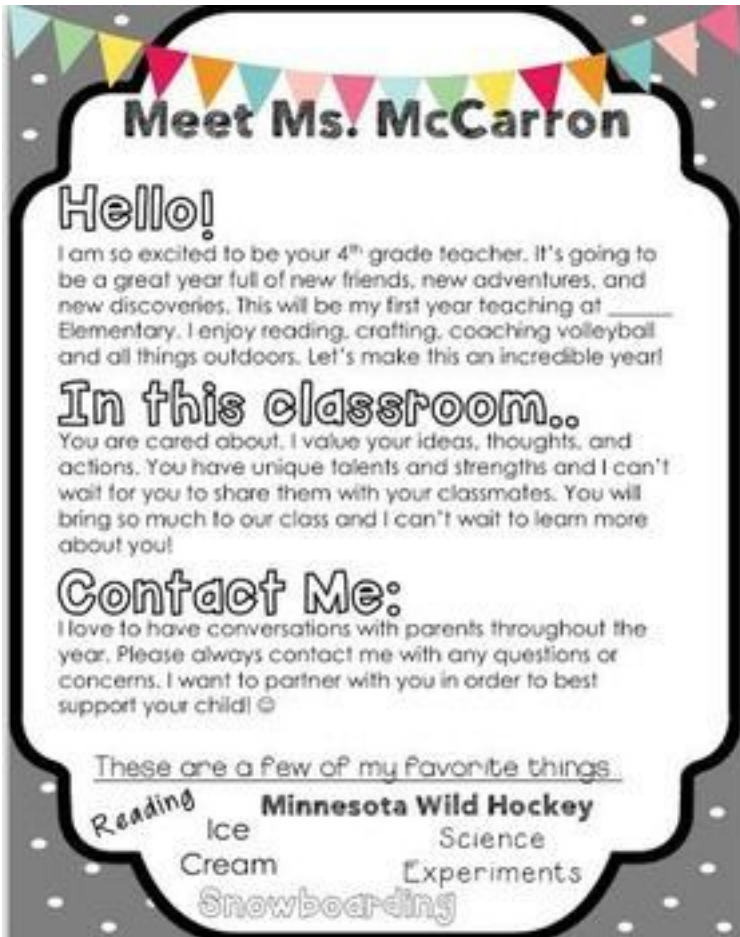 Meet Ms. McCarron
Hello!
I am so excited to be your 4th grade teacher. It's going to
be a great year full of new friends, new adventures, and
new discoveries. This will be my first year teaching at ______
Elementary. I enjoy reading, crafting, coaching volleyball
and all things outdoors. Let's make this an incredible year!
In this classroom..
You are cared about. I value your ideas, thoughts, and
actions. You have unique talents and strengths and I can't
wait for you to share them with your classmates. You will
bring so much to our class and I can't wait to learn more
about you!
Contact Me:
I love to have conversations with parents throughout the
year. Please always contact me with any questions or
concerns. I want to partner with you in order to best
support your child! ☺
These are a few of my favorite things..
Reading
Minnesota Wild Hockey
Ice
Cream
Science
Experiments
Snowboarding